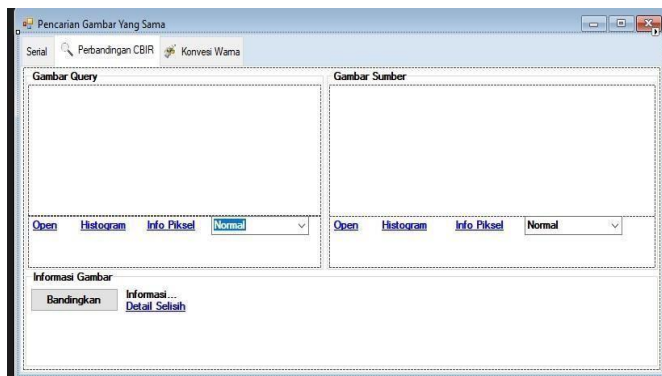 Pencarian Gambar Yang Sama
Serial Perbandingan CBIR Konvesi Warna
Gambar Query Gambar Sumber
Open Histogram Info Piksel Normal Open Histogram Info Piksel Normal
Informasi Gambar
Bandingkan Informasi...
Detail Selisih